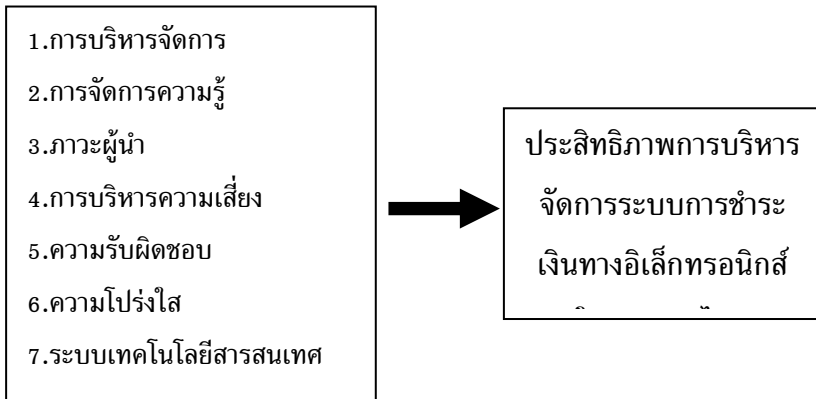 1.การบริหารจัดการ
2.การจัดการความรู้
3.ภาวะผู้นำ
4.การบริหารความเสี่ยง
5.ความรับผิดชอบ
6.ความโปร่งใส
7.ระบบเทคโนโลยีสารสนเทศ
ประสิทธิภาพการบริหาร
จัดการระบบการชำระ
เงินทางอิเล็กทรอนิกส์